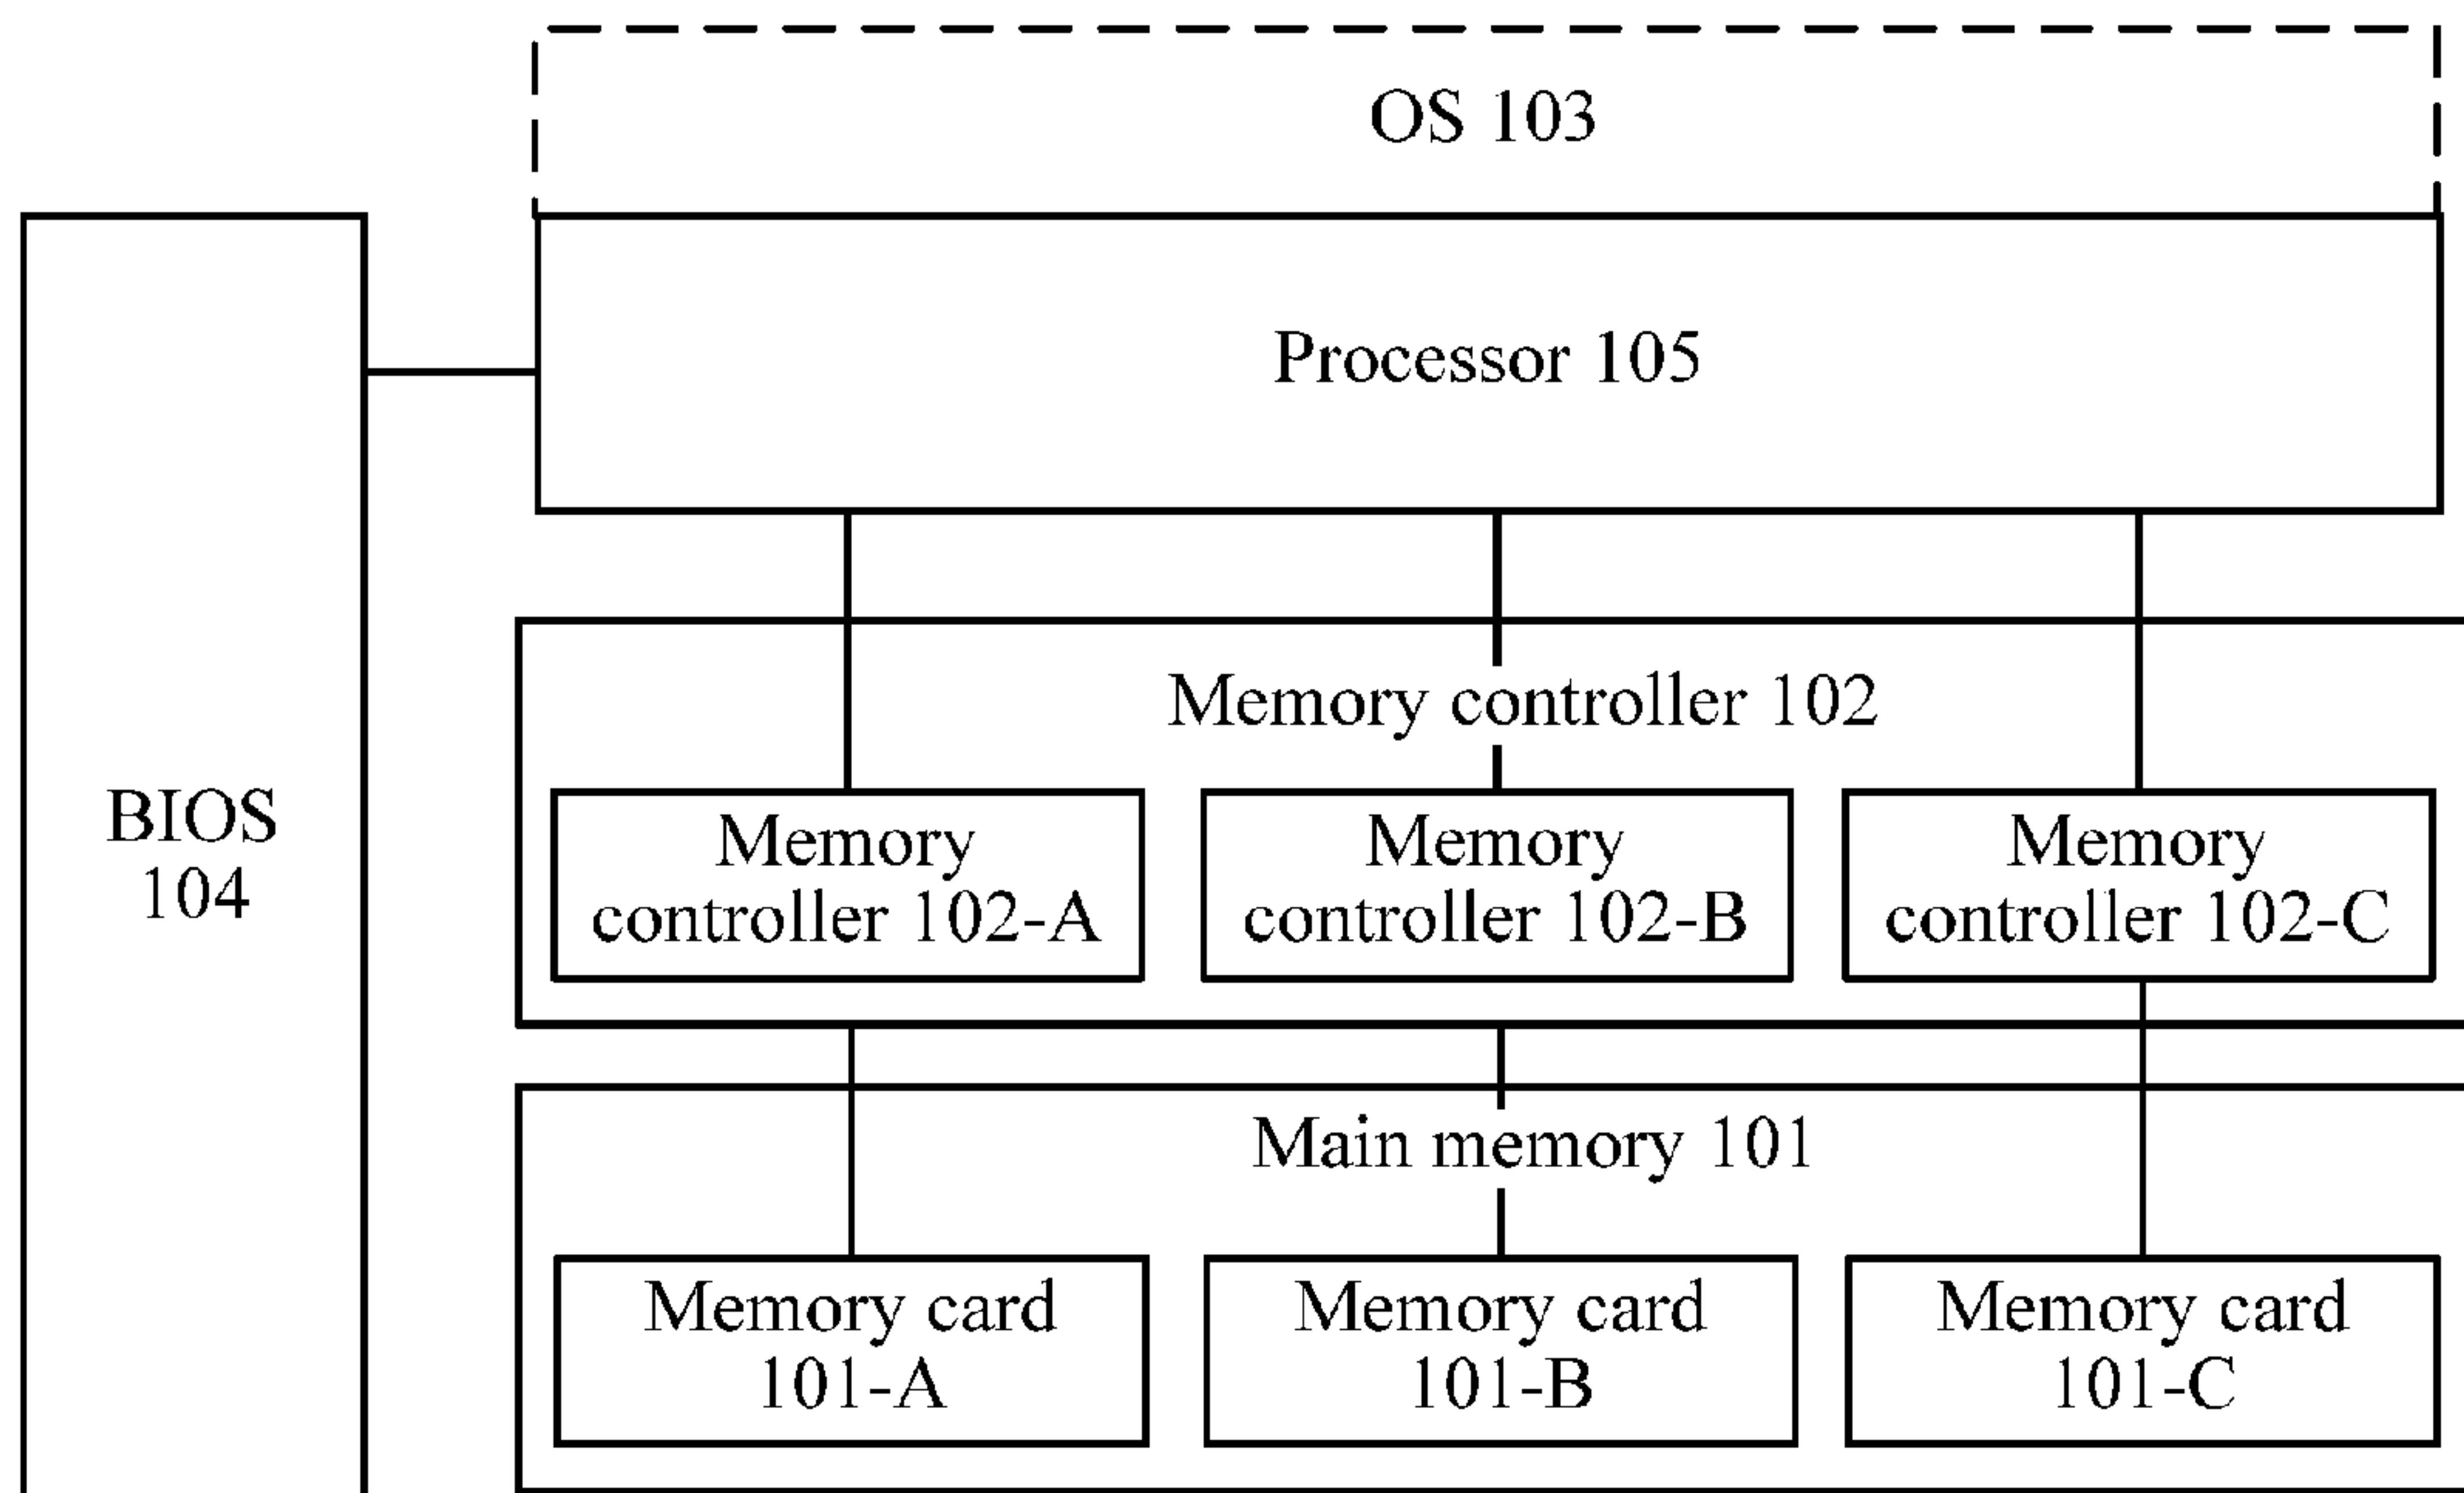 OS 103
Processor 105
Memory controller 102
BIOS
104
Memory
controller 102-A
Memory
controller 102-B
Memory
controller 102-C
Main memory 101
Memory card
101-A
Memory card
101-B
Memory card
101-C